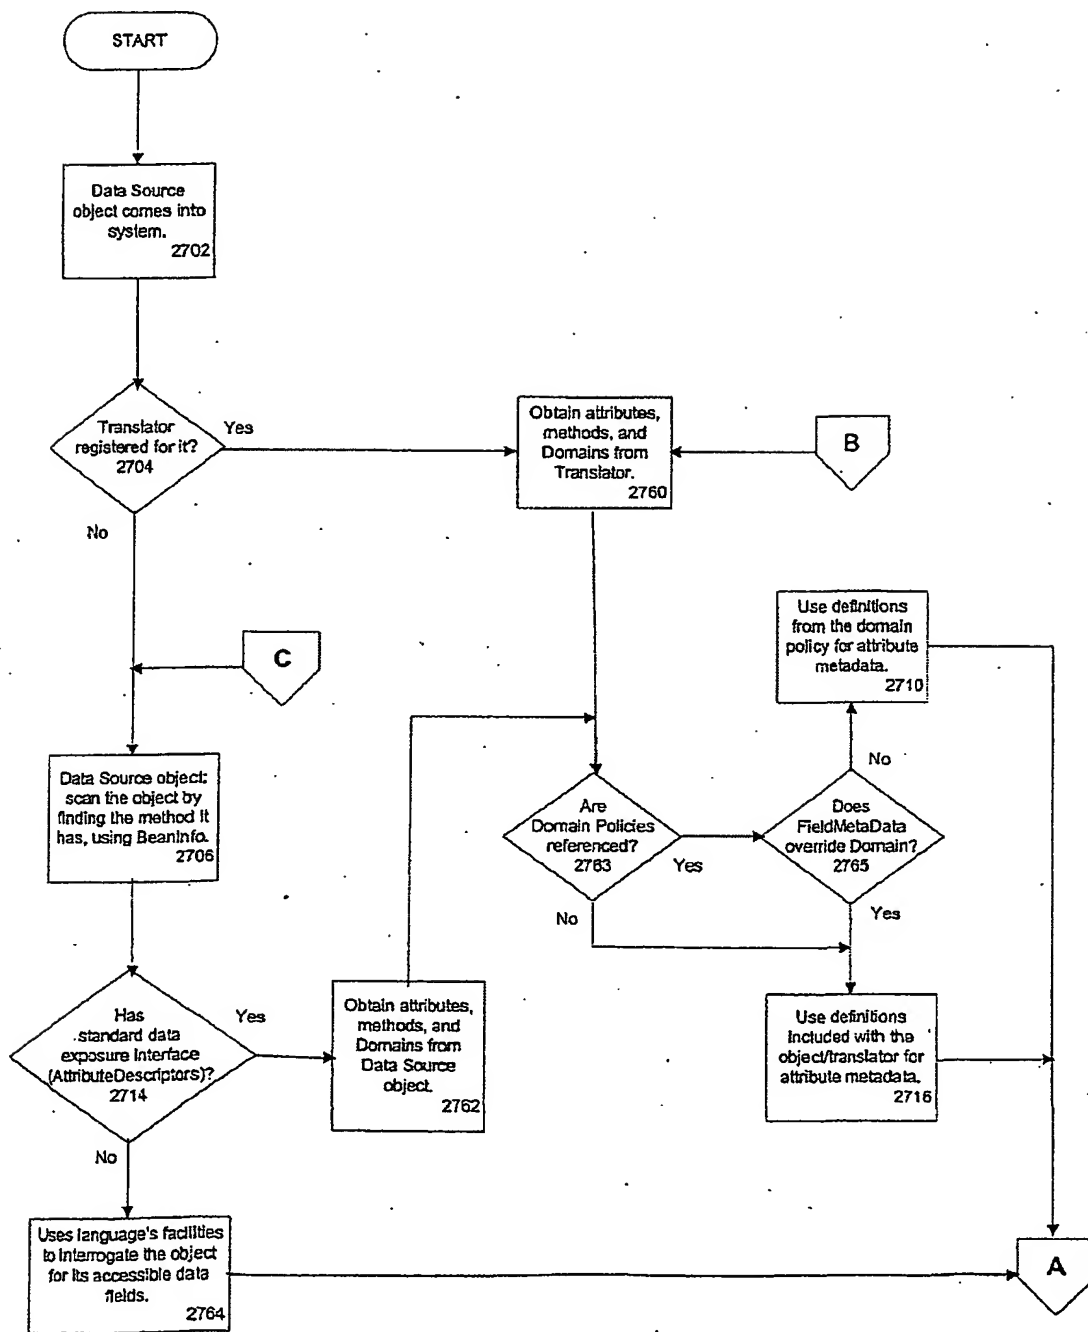 START
Data Source
object comes into
system.
2702
Translator
registered for it?
2704
Yes
No
Obtain attributes,
methods, and
Domains from
Translator.
2760
B
C
Use definitions
from the domain
policy for attribute
metadata.
2710
Data Source object:
scan the object by
finding the method it
has, using BeanInfo.
2706
Are
Domain Policies
referenced?
2763
Yes
No
Does
FieldMetaData
override Domain?
2765
No
Yes
Has
standard data
exposure Interface
(AttributeDescriptors)?
2714
Yes
No
Obtain attributes,
methods, and
Domains from
Data Source
object.
2762
Use definitions
Included with the
object/translator for
attribute metadata.
2716
Uses language's facilities
to Interrogate the object
for its accessible data
fields.
2764
A